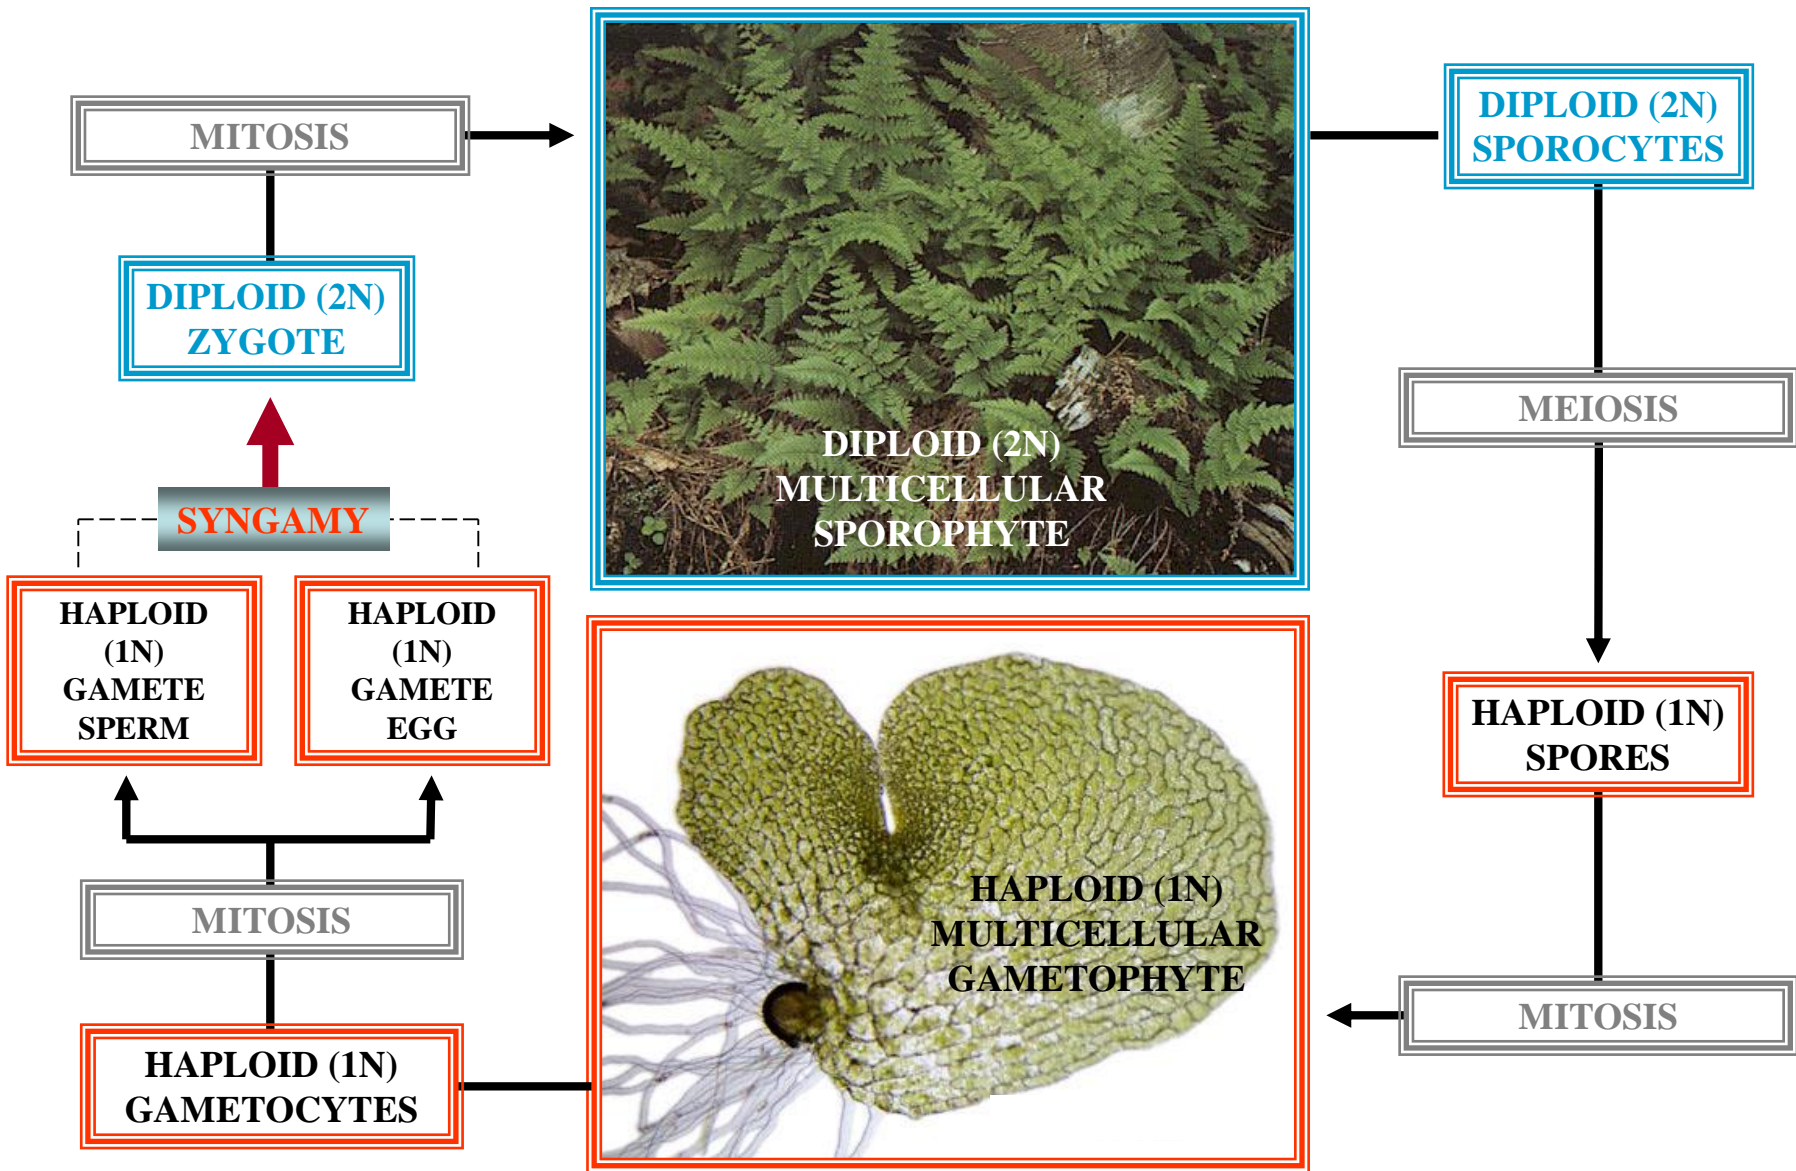 MITOSIS
DIPLOID (2N)
ZYGOTE
SYNGAMY
HAPLOID
(1N)
GAMETE
SPERM
HAPLOID
(1N)
GAMETE
EGG
MITOSIS
HAPLOID (1N)
GAMETOCYTES
DIPLOID (2N)
MULTICELLULAR
SPOROPHYTE
HAPLOID (1N)
MULTICELLULAR
GAMETOPHYTE
DIPLOID (2N)
SPOROCYTES
MEIOSIS
HAPLOID (1N)
SPORES
MITOSIS